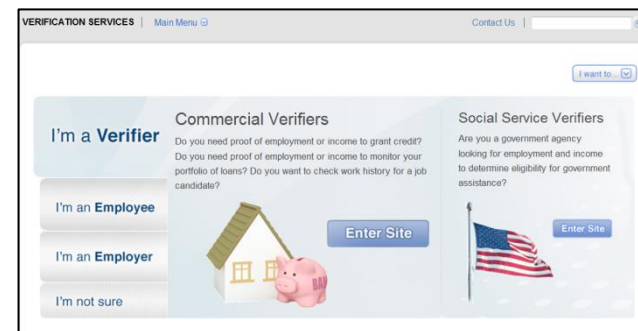 VERIFICATION SERVICES | Main Menu
Contact Us |
I want to...
I'm a Verifier
I'm an Employee
I'm an Employer
I'm not sure
Commercial Verifiers
Do you need proof of employment or income to grant credit?
Do you need proof of employment or income to monitor your
portfolio of loans? Do you want to check work history for a job
candidate?
Enter Site
BANK
Social Service Verifiers
Are you a government agency
looking for employment and income
to determine eligibility for government
assistance?
Enter Site